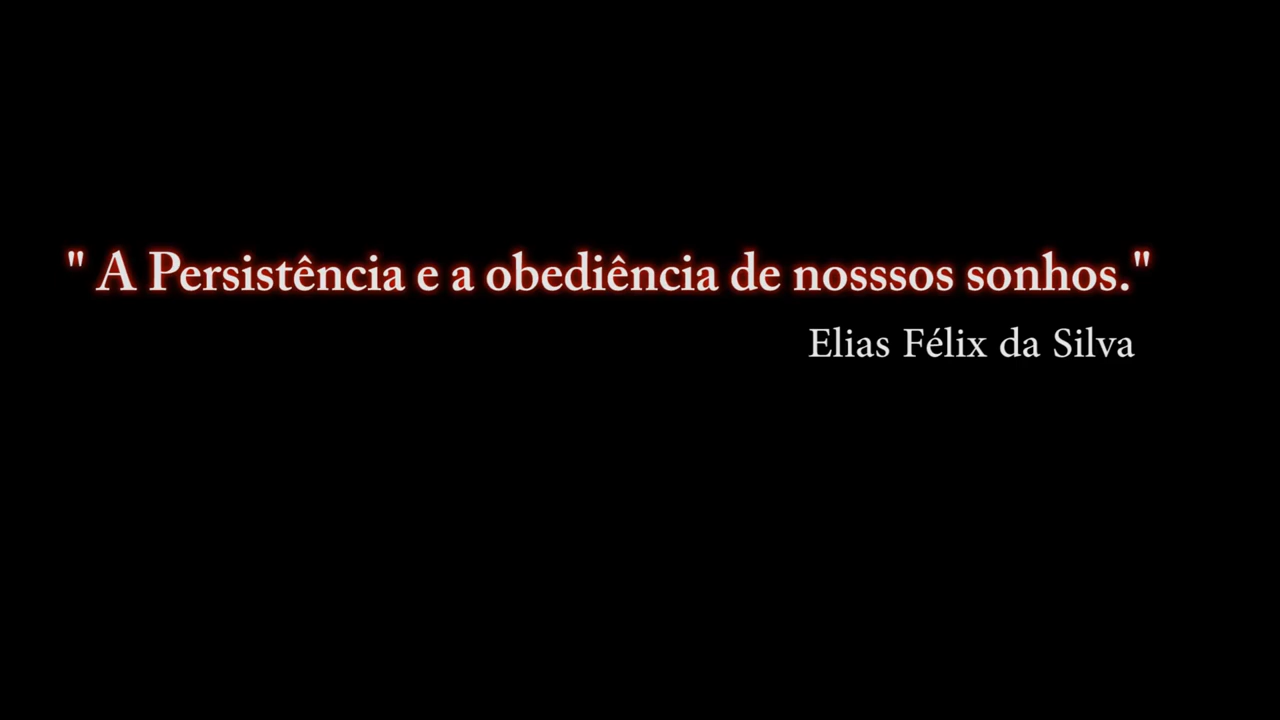 " A Persistência e a obediência de nosssos sonhos."
Elias Félix da Silva